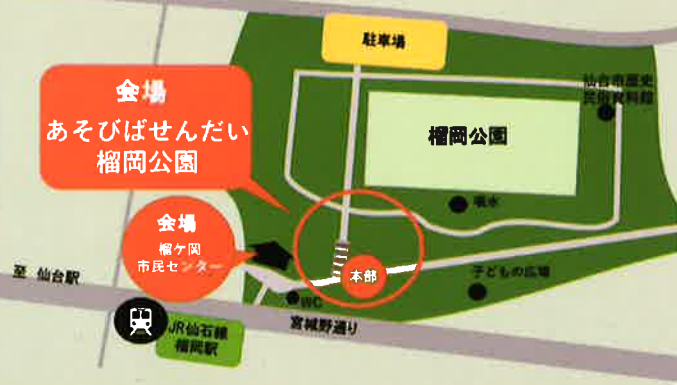 駐車場
会場
あそびばせんだい
榴岡公園
仙台市歴史
民俗資料館
榴岡公園
噴水
会場
榴ケ岡
市民センター
本部
至 仙台駅
子どもの広場
WC
宮城野通り
JR仙石線
榴岡駅